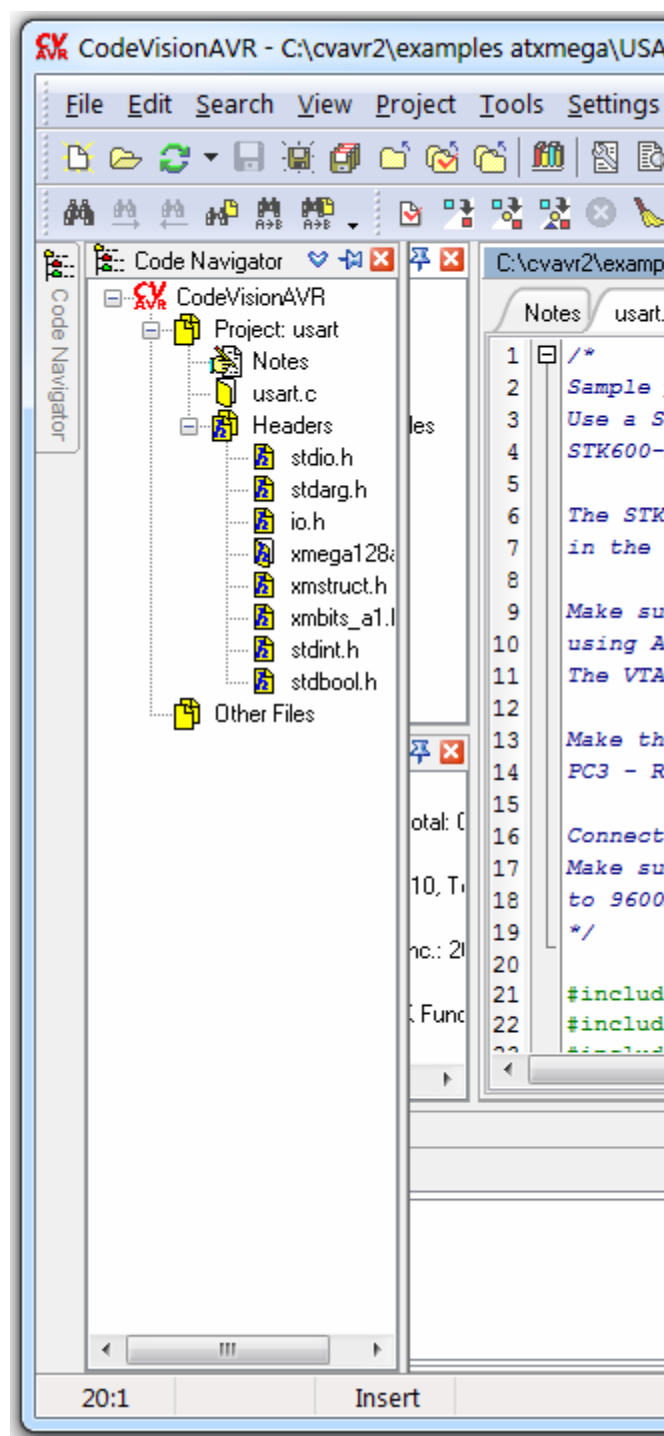 CodeVisionAVR - C:\cvavr2\examples atxmega\USA
File Edit Search View Project Tools Settings
Code Navigator
Code Navigator
CodeVisionAVR
Project: usart
Notes
usart.c
Headers
stdio.h
stdarg.h
io.h
xmega128a
xmstruct.h
xmbits_a1.h
stdint.h
stdbool.h
Other Files
les
otal: 0
10, T
nc.: 2
Func
C:\cvavr2\examp
Notes usart.
1 /*
2 Sample
3 Use a S
4 STK600-
5
6 The STK
7 in the
8
9 Make su
10 using A
11 The VTA
12
13 Make th
14 PC3 - R
15
16 Connect
17 Make su
18 to 9600
19 */
20
21 #includ
22 #includ
23 #includ
20:1 Insert